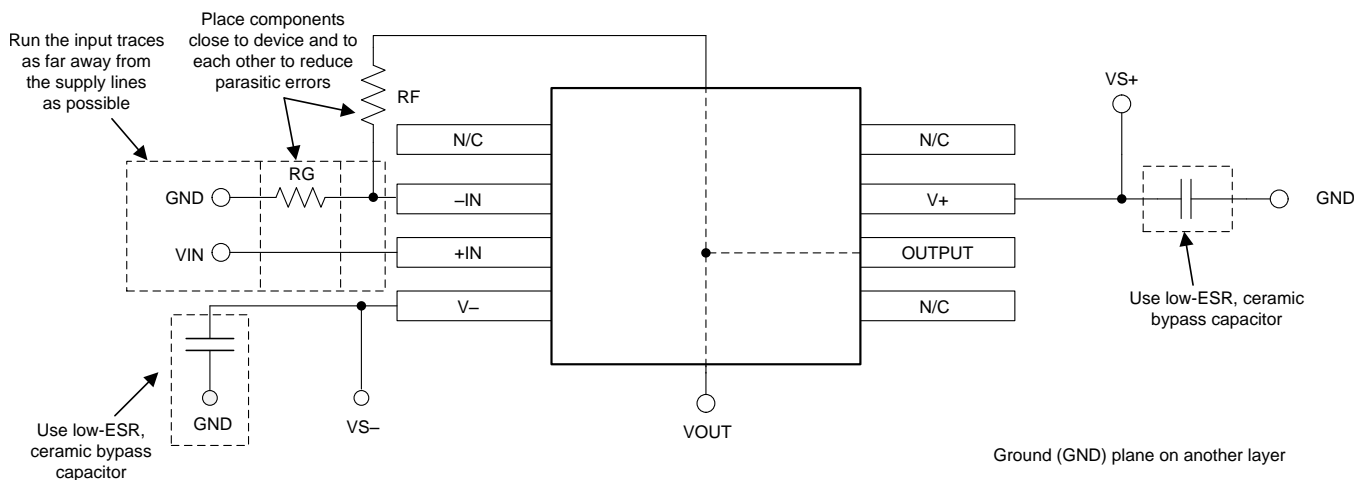 Place components
close to device and to
each other to reduce
parasitic errors
Run the input traces
as far away from
the supply lines
as possible
RF
VS+
N/C
N/C
RG
GND
–IN
V+
GND
VIN
+IN
OUTPUT
V–
N/C
Use low-ESR, ceramic
bypass capacitor
GND
VS–
VOUT
Use low-ESR,
ceramic bypass
capacitor
Ground (GND) plane on another layer